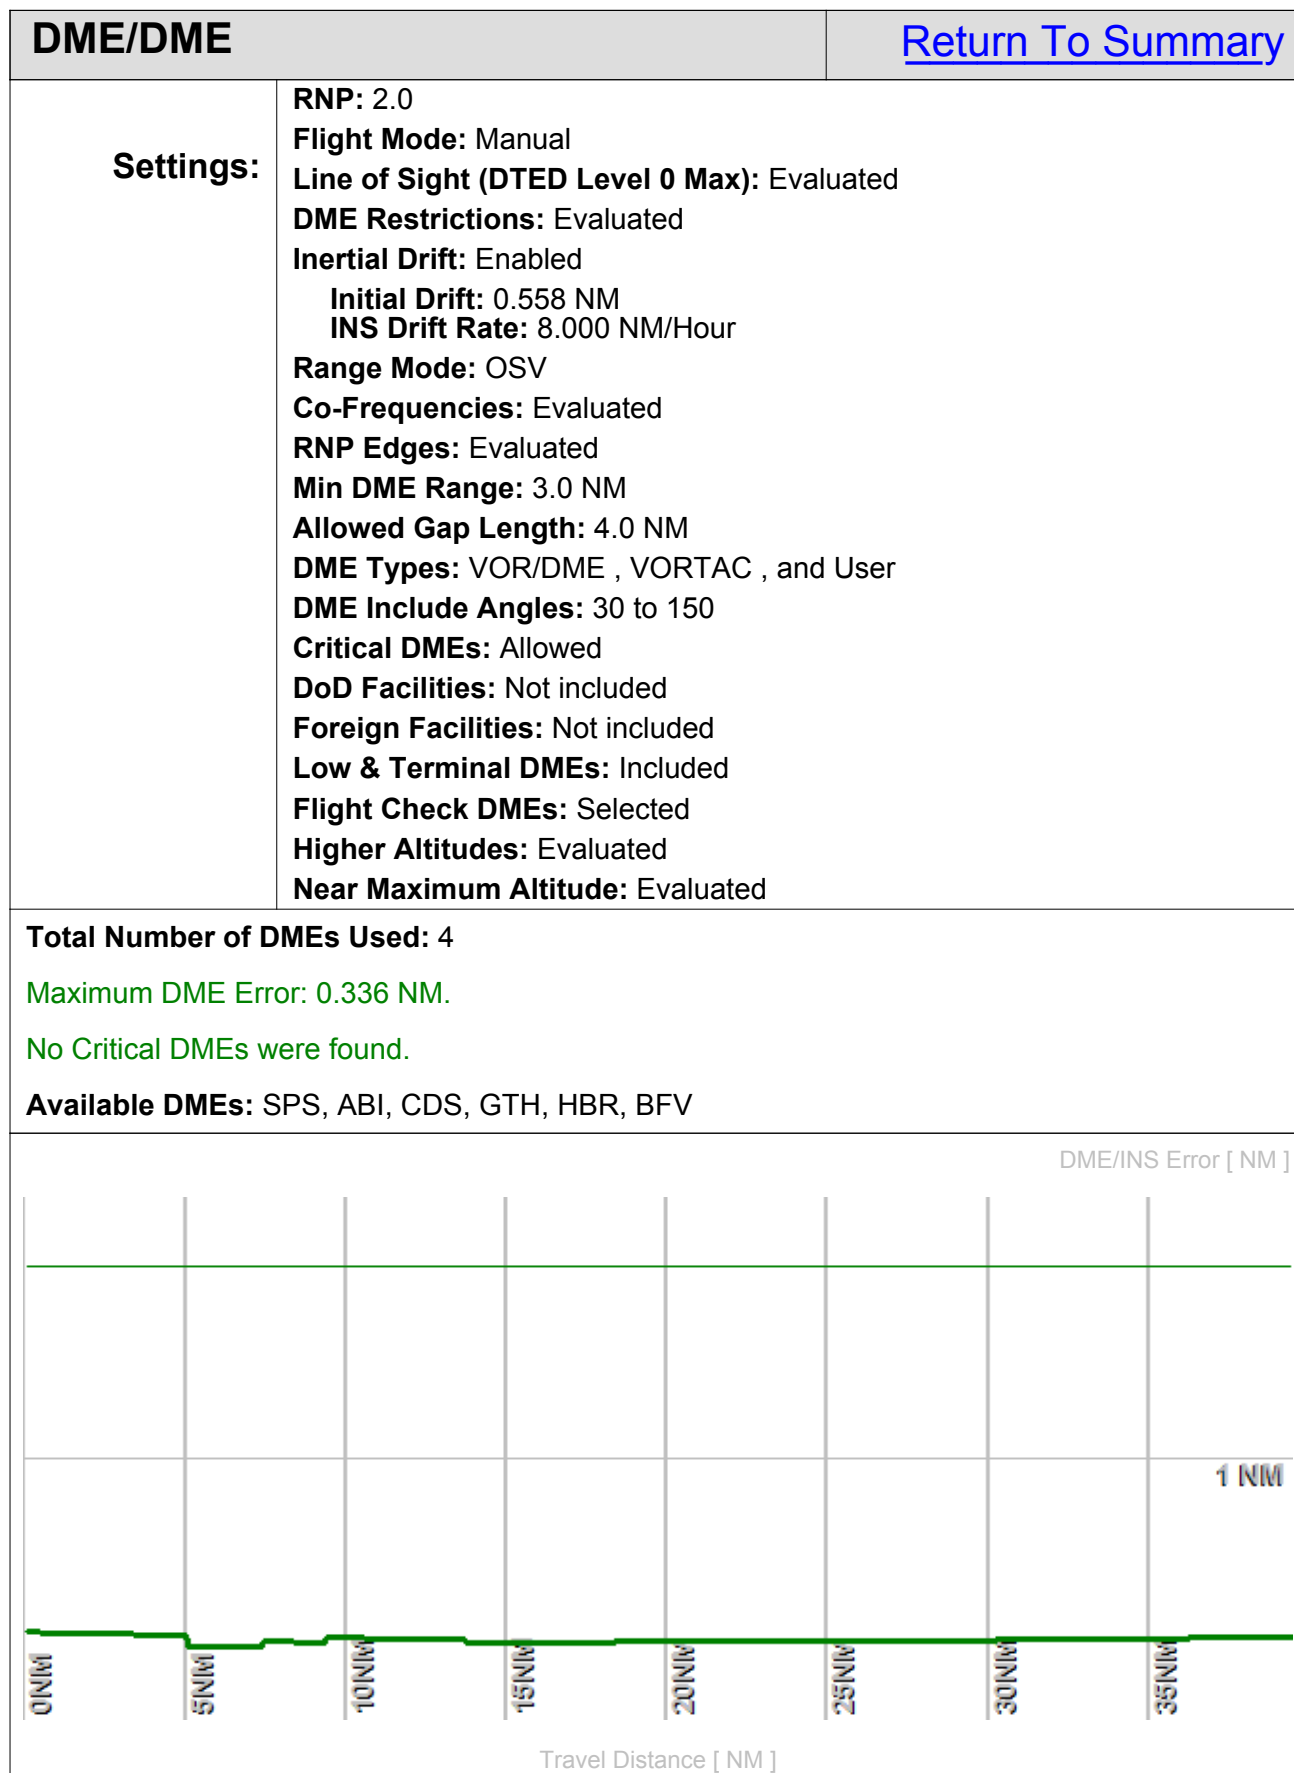 DME/DME
Return To Summary
Settings:
RNP: 2.0
Flight Mode: Manual
Line of Sight (DTED Level 0 Max): Evaluated
DME Restrictions: Evaluated
Inertial Drift: Enabled
Initial Drift: 0.558 NM
INS Drift Rate: 8.000 NM/Hour
Range Mode: OSV
Co-Frequencies: Evaluated
RNP Edges: Evaluated
Min DME Range: 3.0 NM
Allowed Gap Length: 4.0 NM
DME Types: VOR/DME , VORTAC , and User
DME Include Angles: 30 to 150
Critical DMEs: Allowed
DoD Facilities: Not included
Foreign Facilities: Not included
Low & Terminal DMEs: Included
Flight Check DMEs: Selected
Higher Altitudes: Evaluated
Near Maximum Altitude: Evaluated
Total Number of DMEs Used: 4
Maximum DME Error: 0.336 NM.
No Critical DMEs were found.
Available DMEs: SPS, ABI, CDS, GTH, HBR, BFV
DME/INS Error [ NM ]
1 NM
0NM
5NM
10NM
15NM
20NM
25NM
30NM
35NM
Travel Distance [ NM ]